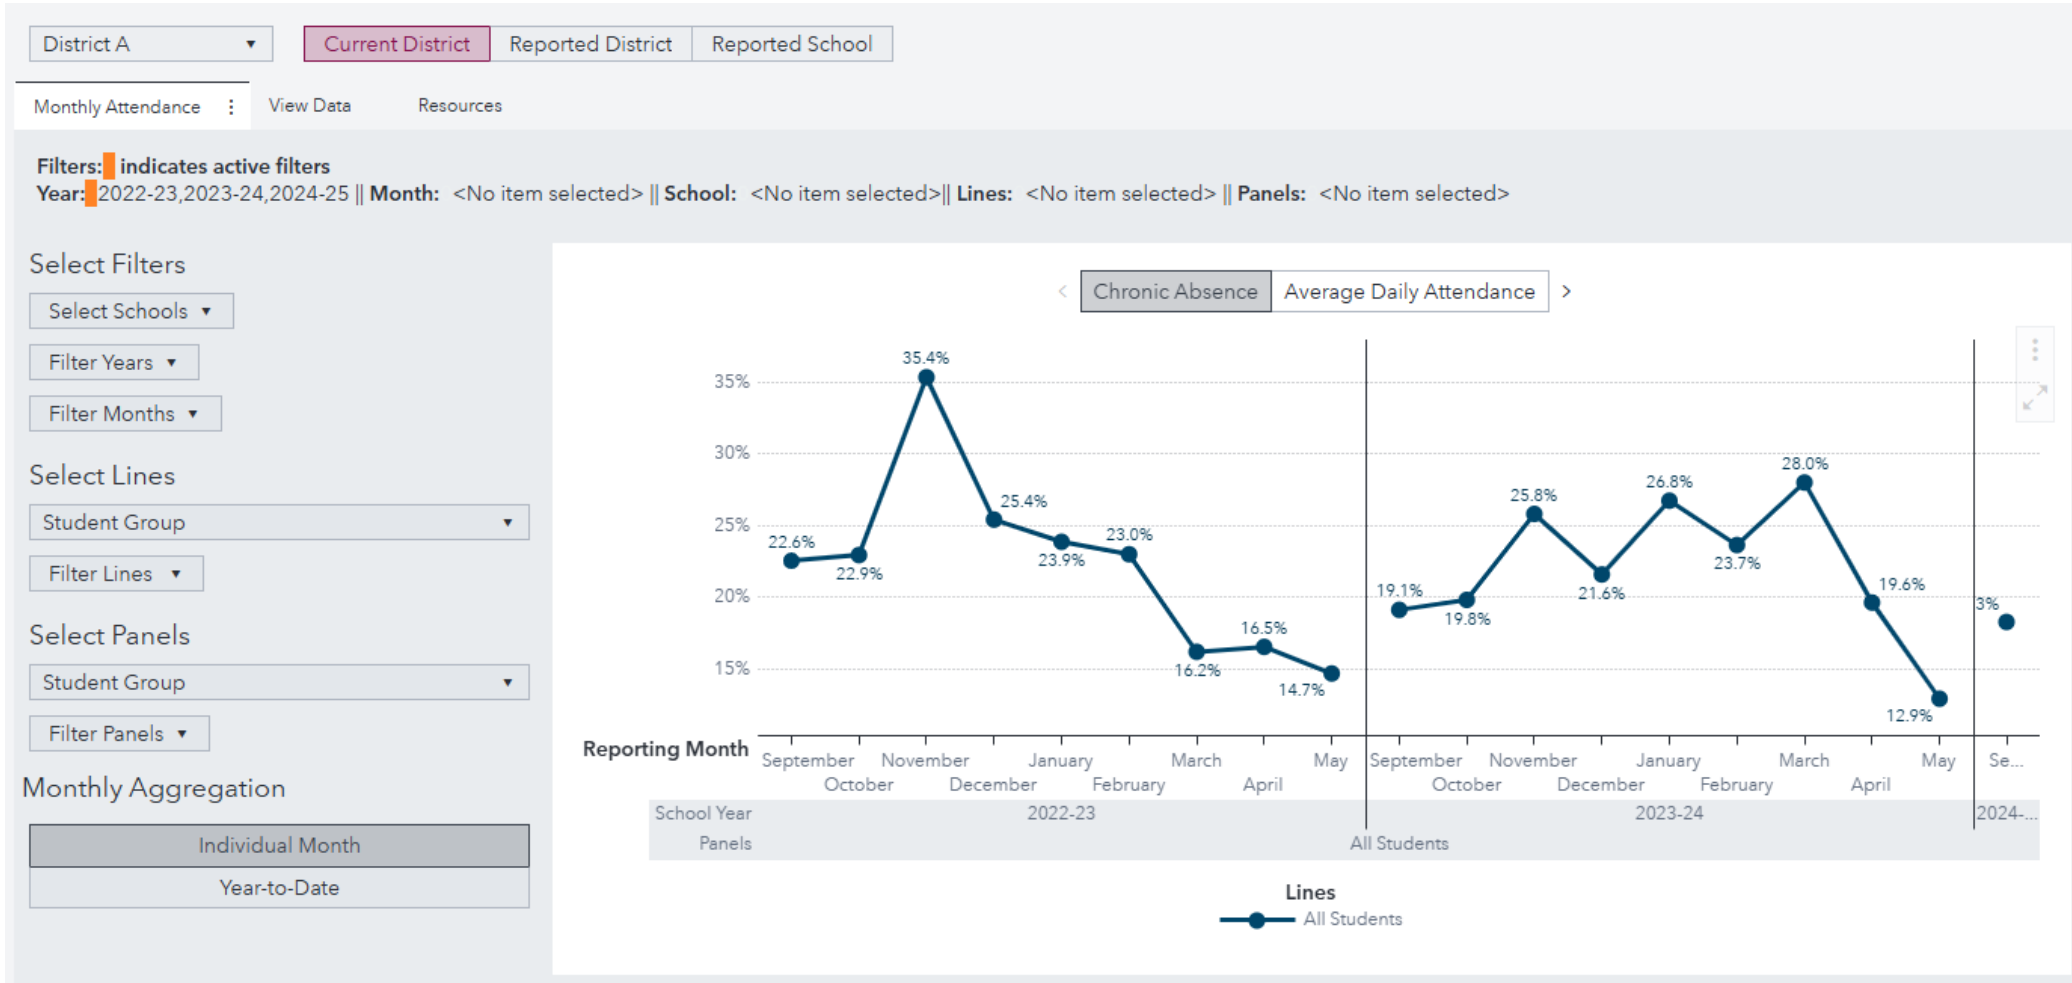 District A
Current District Reported District Reported School
Monthly Attendance View Data Resources
Filters: indicates active filters
Year: 2022-23,2023-24,2024-25 || Month: <No item selected> || School: <No item selected>|| Lines: <No item selected> || Panels: <No item selected>
Select Filters
Select Schools
Filter Years
Filter Months
Select Lines
Student Group
Filter Lines
Select Panels
Student Group
Filter Panels
Monthly Aggregation
Individual Month
Year-to-Date
Chronic Absence Average Daily Attendance
35%
30%
25%
20%
15%
22.6%
22.9%
35.4%
25.4%
23.9%
23.0%
16.2%
16.5%
14.7%
19.1%
19.8%
25.8%
21.6%
26.8%
23.7%
28.0%
19.6%
12.9%
3%
Reporting Month
September November January March May September November January March May Se...
October December February April October December February April
School Year 2022-23 2023-24 2024-...
Panels All Students
Lines
All Students